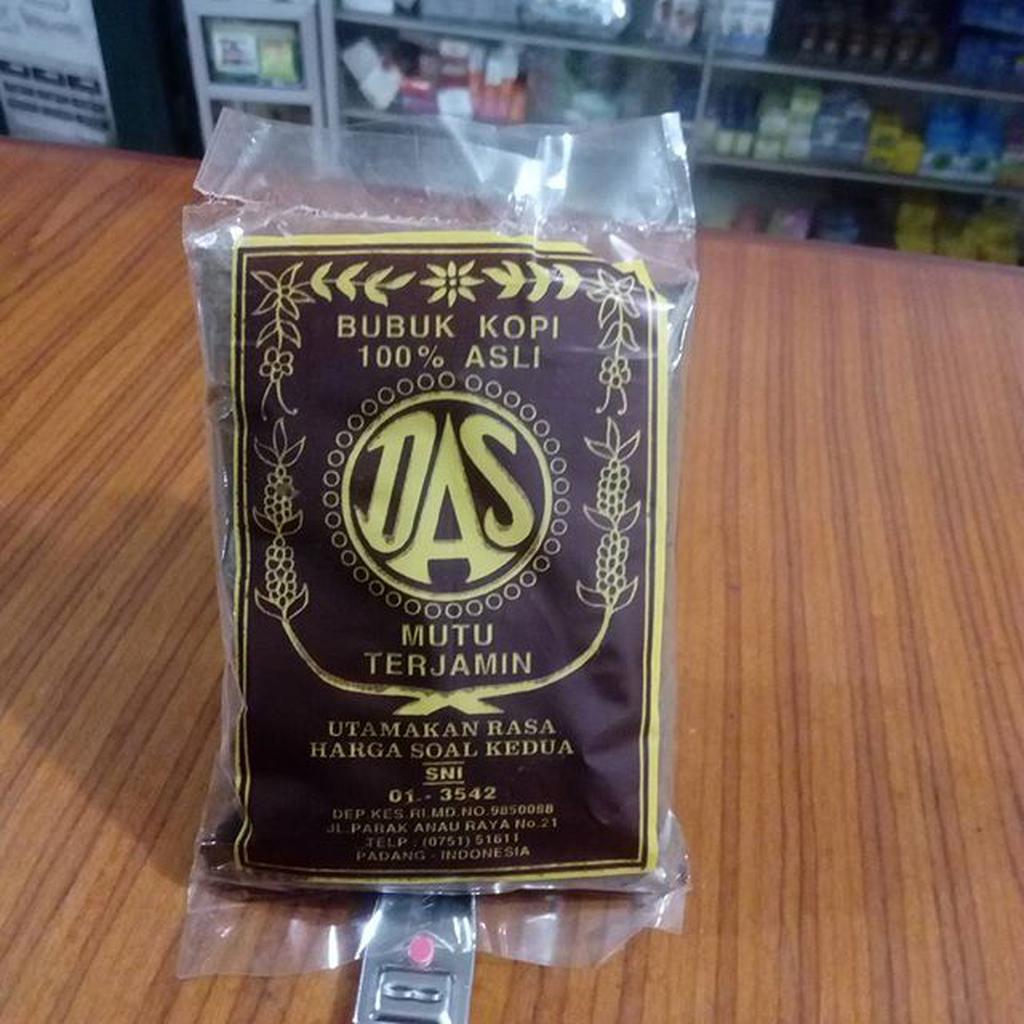 BUBUK KOPI
100% ASLI
DAS
MUTU
TERJAMIN
UTAMAKAN RASA
HARGA SOAL KEDUA
SNI
01 - 3542
DEP.KES.RI.MD.NO.9850088
JL.PARAK ANAU RAYA No.21
TELP : (0751) 51611
PADANG - INDONESIA